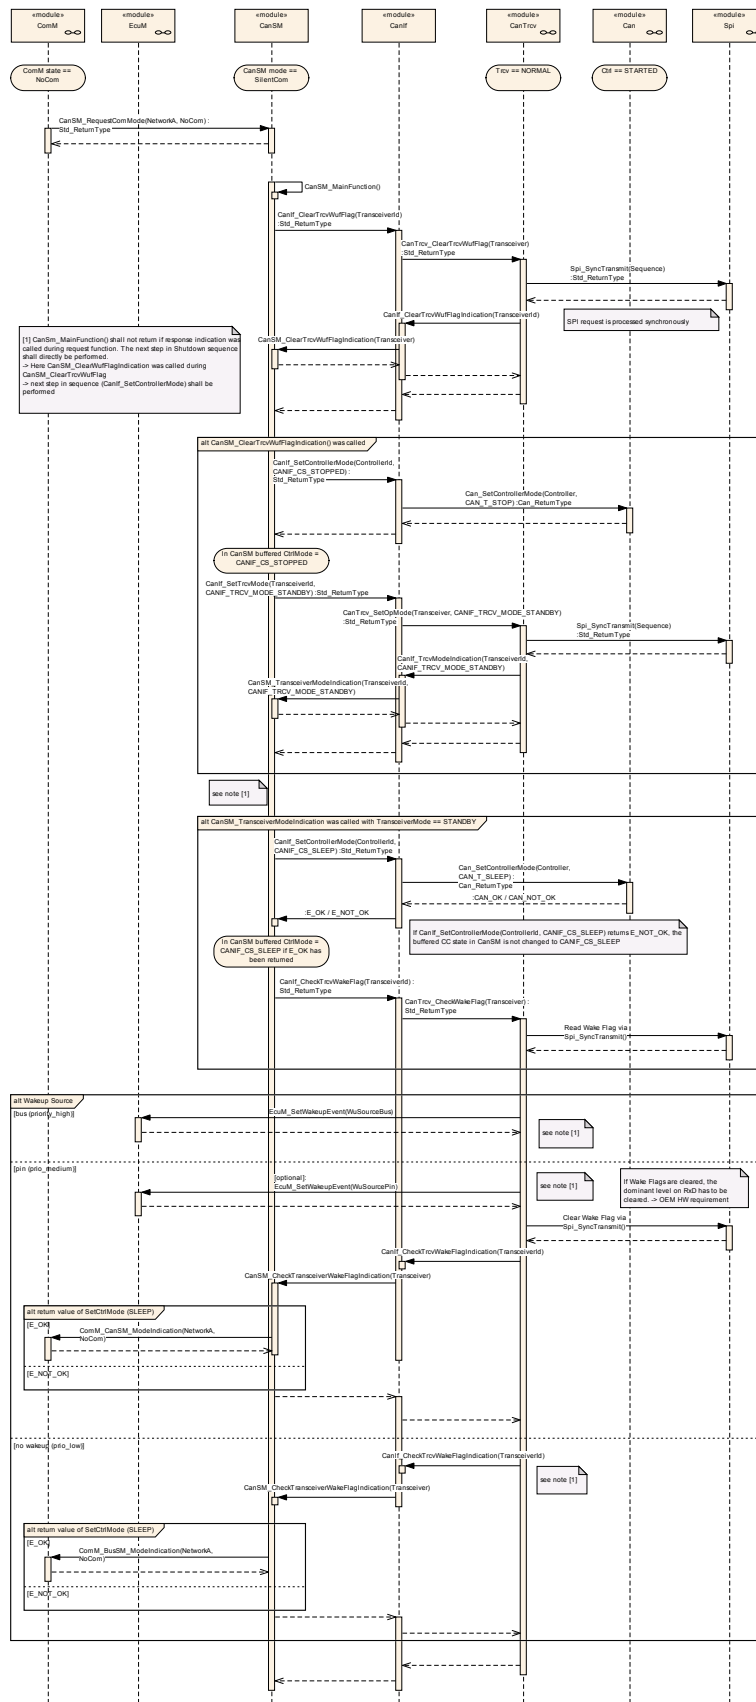 «module»
ComM
«module»
EcuM
«module»
CanSM
«module»
CanIf
«module»
CanTrcv
«module»
Can
«module»
Spi
ComM state ==
NoCom
CanSM mode ==
SilentCom
Trcv == NORMAL
Ctrl == STARTED
CanSM_RequestComMode(NetworkA, NoCom) :
Std_ReturnType
CanSM_MainFunction()
CanIf_ClearTrcvWufFlag(TransceiverId)
:Std_ReturnType
CanTrcv_ClearTrcvWufFlag(Transceiver)
:Std_ReturnType
Spi_SyncTransmit(Sequence)
:Std_ReturnType
CanIf_ClearTrcvWufFlagIndication(TransceiverId)
SPI request is processed synchronously
[1] CanSm_MainFunction() shall not return if response indication was
called during request function. The next step in Shutdown sequence
shall directly be performed.
-> Here CanSM_ClearWufFlagIndication was called during
CanSM_ClearTrcvWufFlag
-> next step in sequence (CanIf_SetControllerMode) shall be
performed
CanSM_ClearTrcvWufFlagIndication(Transceiver)
alt CanSM_ClearTrcvWufFlagIndication() was called
CanIf_SetControllerMode(ControllerId,
CANIF_CS_STOPPED) :
Std_ReturnType
Can_SetControllerMode(Controller,
CAN_T_STOP) :Can_ReturnType
In CanSM buffered CtrlMode =
CANIF_CS_STOPPED
CanIf_SetTrcvMode(TransceiverId,
CANIF_TRCV_MODE_STANDBY) :Std_ReturnType
CanTrcv_SetOpMode(Transceiver, CANIF_TRCV_MODE_STANDBY)
:Std_ReturnType
Spi_SyncTransmit(Sequence)
:Std_ReturnType
CanIf_TrcvModeIndication(TransceiverId,
CANIF_TRCV_MODE_STANDBY)
CanSM_TransceiverModeIndication(TransceiverId,
CANIF_TRCV_MODE_STANDBY)
see note [1]
alt CanSM_TransceiverModeIndication was called with TransceiverMode == STANDBY
CanIf_SetControllerMode(ControllerId,
CANIF_CS_SLEEP) :Std_ReturnType
Can_SetControllerMode(Controller,
CAN_T_SLEEP) :
Can_ReturnType
:CAN_OK / CAN_NOT_OK
:E_OK / E_NOT_OK
If CanIf_SetControllerMode(ControllerId, CANIF_CS_SLEEP) returns E_NOT_OK, the
buffered CC state in CanSM is not changed to CANIF_CS_SLEEP
In CanSM buffered CtrlMode =
CANIF_CS_SLEEP if E_OK has
been returned
CanIf_CheckTrcvWakeFlag(TransceiverId) :
Std_ReturnType
CanTrcv_CheckWakeFlag(Transceiver) :
Std_ReturnType
Read Wake Flag via
Spi_SyncTransmit()
alt Wakeup Source
[bus (priority_high)]
EcuM_SetWakeupEvent(WuSourceBus)
see note [1]
[pin (prio_medium)]
[optional]:
EcuM_SetWakeupEvent(WuSourcePin)
see note [1]
If Wake Flags are cleared, the
dominant level on RxD has to be
cleared. -> OEM HW requirement
Clear Wake Flag via
Spi_SyncTransmit()
CanIf_CheckTrcvWakeFlagIndication(TransceiverId)
CanSM_CheckTransceiverWakeFlagIndication(Transceiver)
alt return value of SetCtrlMode (SLEEP)
[E_OK]
ComM_CanSM_ModeIndication(NetworkA,
NoCom)
[E_NOT_OK]
[no wakeup (prio_low)]
CanIf_CheckTrcvWakeFlagIndication(TransceiverId)
see note [1]
CanSM_CheckTransceiverWakeFlagIndication(Transceiver)
alt return value of SetCtrlMode (SLEEP)
[E_OK]
ComM_BusSM_ModeIndication(NetworkA,
NoCom)
[E_NOT_OK]